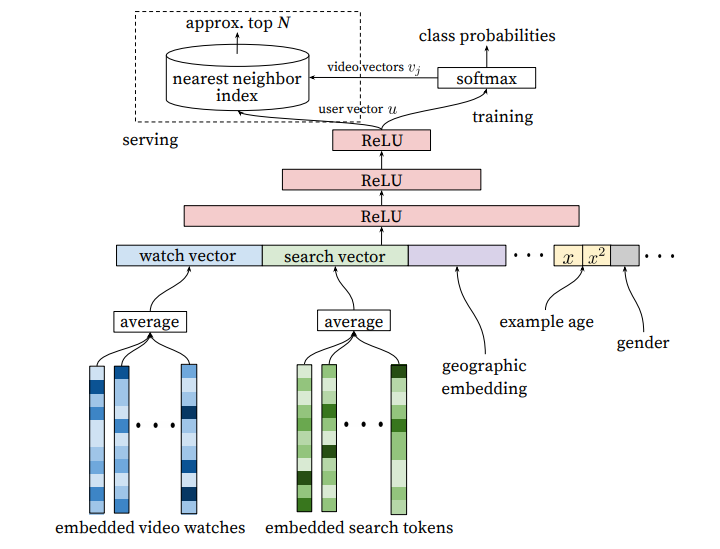 approx. top N
class probabilities
video vectors vⱼ
nearest neighbor
index
softmax
user vector u
training
serving
ReLU
ReLU
ReLU
watch vector
search vector
x
x²
average
average
example age
gender
geographic
embedding
embedded video watches
embedded search tokens